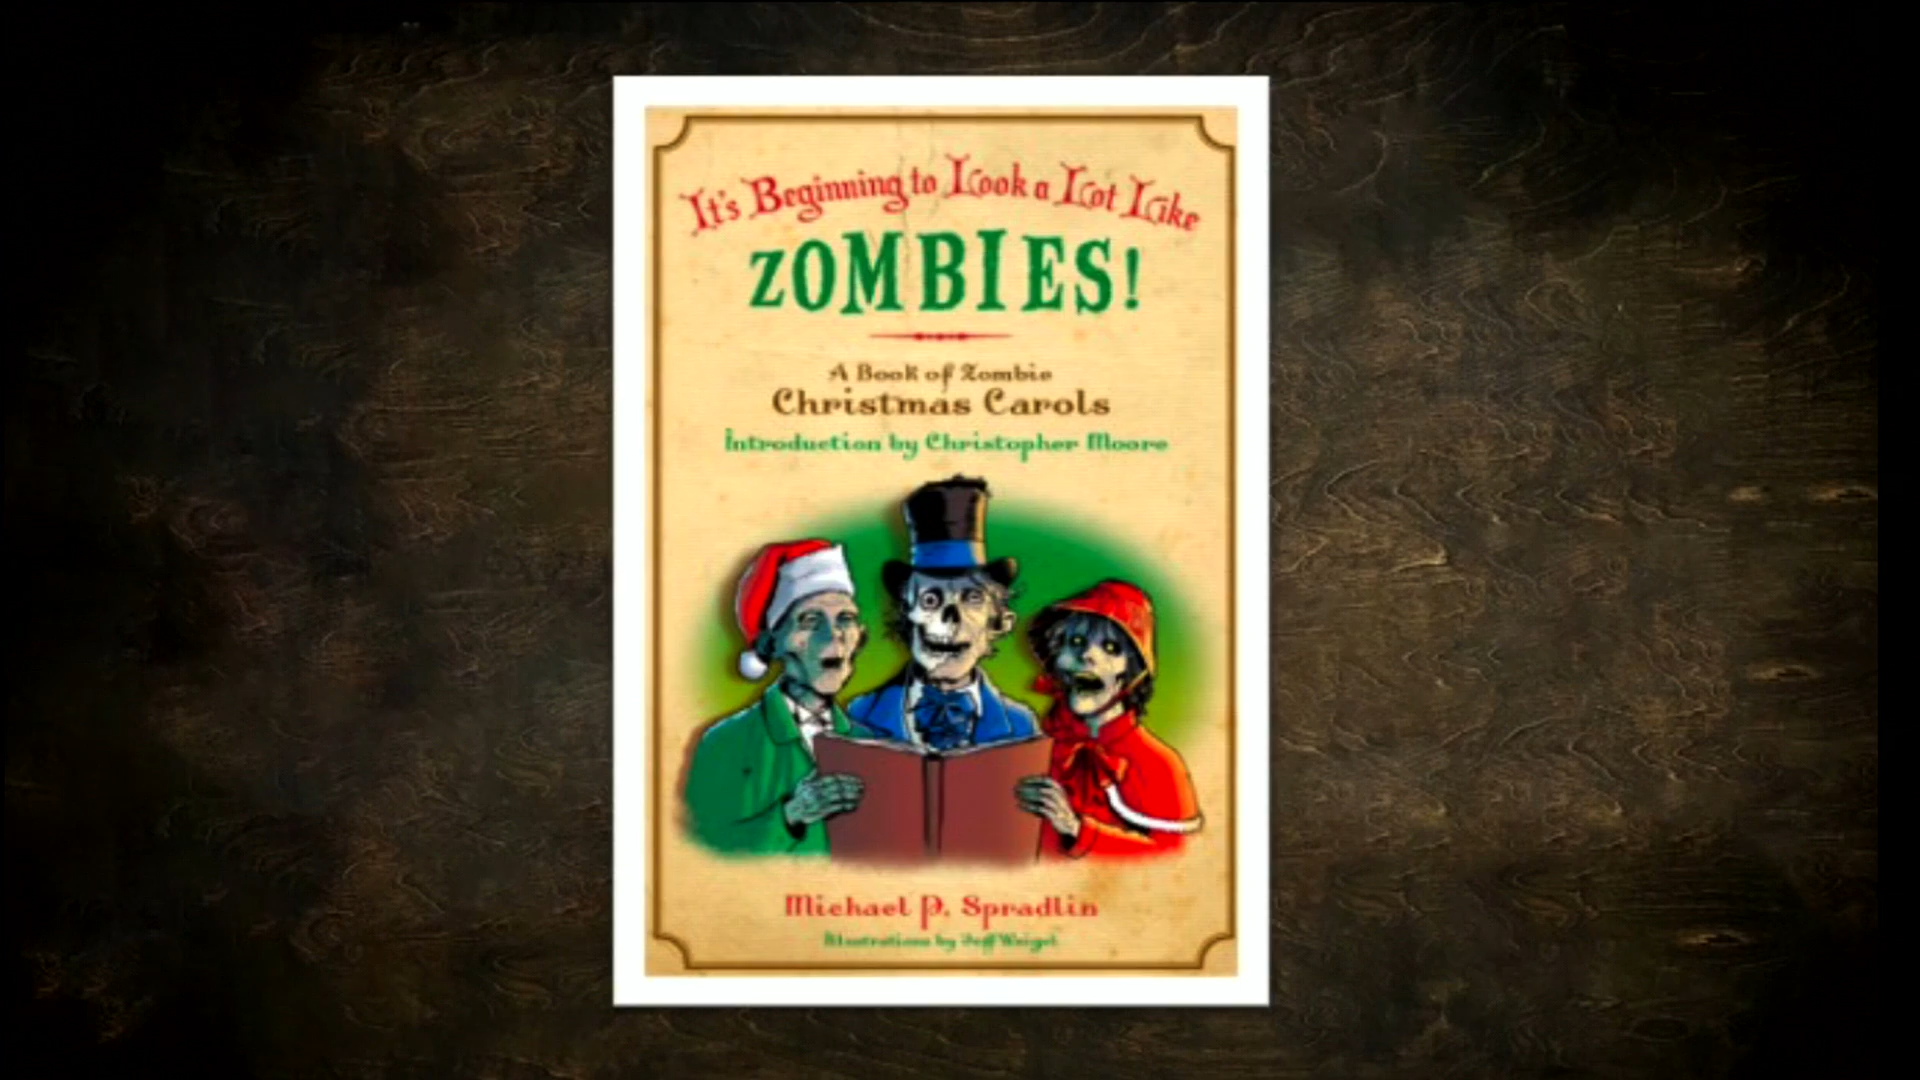 It's Beginning to Look a Lot Like
ZOMBIES!
A Book of Zombie
Christmas Carols
Introduction by Christopher Moore
Michael P. Spradlin
Illustrations by Jeff Weigel